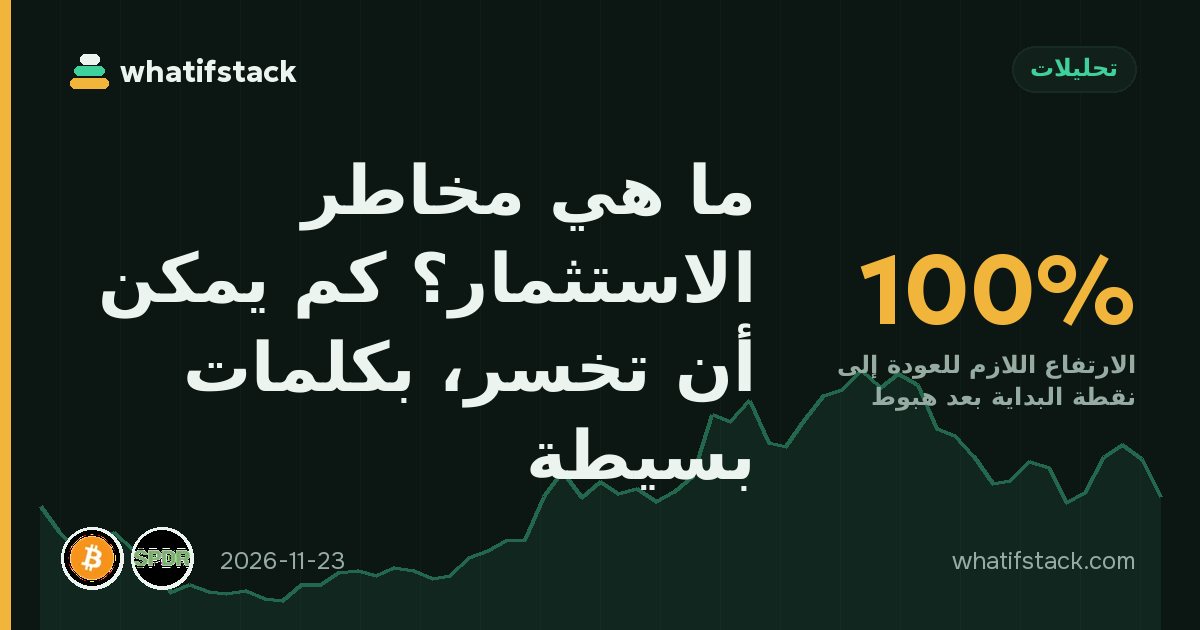 whatifstack
تحليلات
ما هي مخاطر
الاستثمار؟ كم يمكن
أن تخسر، بكلمات
بسيطة
100%
الارتفاع اللازم للعودة إلى
نقطة البداية بعد هبوط
SPDR
2026-11-23
whatifstack.com